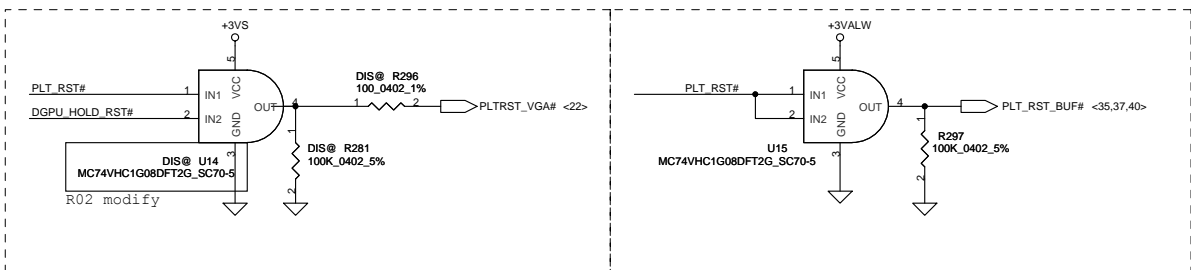 +3VS
PLT_RST#
1
IN1
DGPU_HOLD_RST#
2
IN2
VCC
5
GND
3
OUT
4
DIS@ U14
MC74VHC1G08DFT2G_SC70-5
R02 modify
DIS@ R296
100_0402_1%
1
2
PLTRST_VGA# <22>
1
DIS@ R281
100K_0402_5%
2
+3VALW
PLT_RST#
1
IN1
2
IN2
VCC
5
GND
3
OUT
4
U15
MC74VHC1G08DFT2G_SC70-5
PLT_RST_BUF# <35,37,40>
1
R297
100K_0402_5%
2